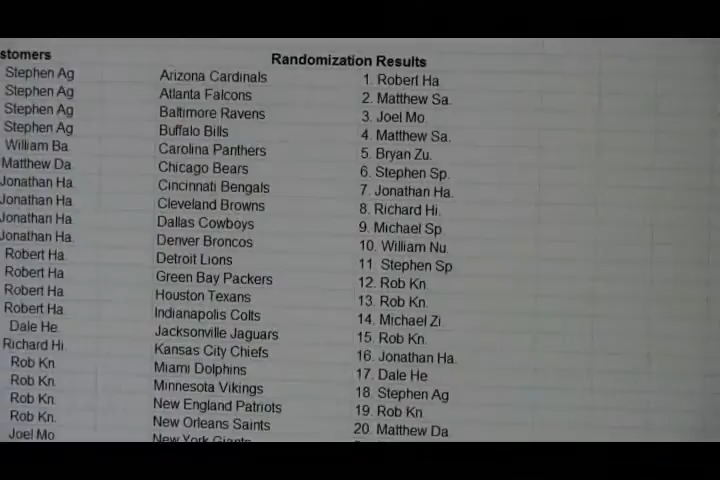 stomers Randomization Results
Stephen Ag Arizona Cardinals 1. Robert Ha
Stephen Ag Atlanta Falcons 2. Matthew Sa.
Stephen Ag Baltimore Ravens 3. Joel Mo.
Stephen Ag Buffalo Bills 4. Matthew Sa.
William Ba. Carolina Panthers 5. Bryan Zu.
Matthew Da. Chicago Bears 6. Stephen Sp.
Jonathan Ha. Cincinnati Bengals 7. Jonathan Ha.
Jonathan Ha. Cleveland Browns 8. Richard Hi.
Jonathan Ha. Dallas Cowboys 9. Michael Sp.
Jonathan Ha. Denver Broncos 10. William Nu.
Robert Ha. Detroit Lions 11 Stephen Sp
Robert Ha Green Bay Packers 12. Rob Kn.
Robert Ha Houston Texans 13. Rob Kn.
Robert Ha Indianapolis Colts 14. Michael Zi.
Dale He. Jacksonville Jaguars 15. Rob Kn.
Richard Hi. Kansas City Chiefs 16. Jonathan Ha.
Rob Kn. Miami Dolphins 17. Dale He
Rob Kn. Minnesota Vikings 18. Stephen Ag
Rob Kn. New England Patriots 19. Rob Kn
Rob Kn. New Orleans Saints 20. Matthew Da
Joel Mo New York Giants